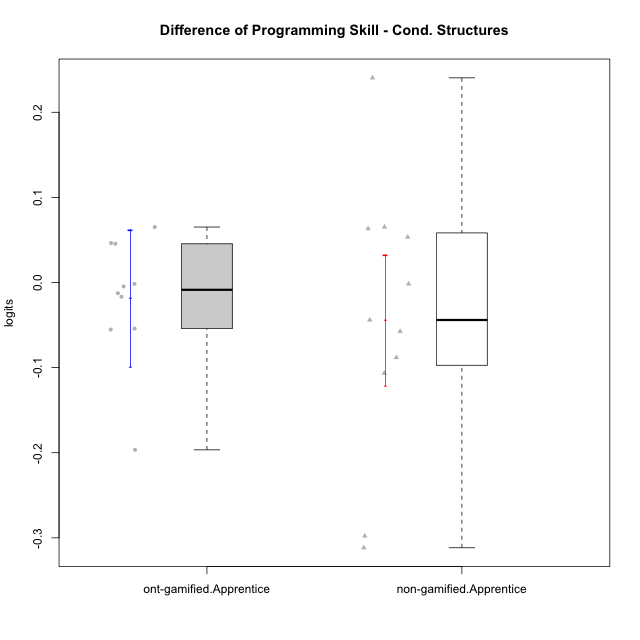 Difference of Programming Skill - Cond. Structures
logits
0.2
0.1
0.0
-0.1
-0.2
-0.3
ont-gamified.Apprentice
non-gamified.Apprentice